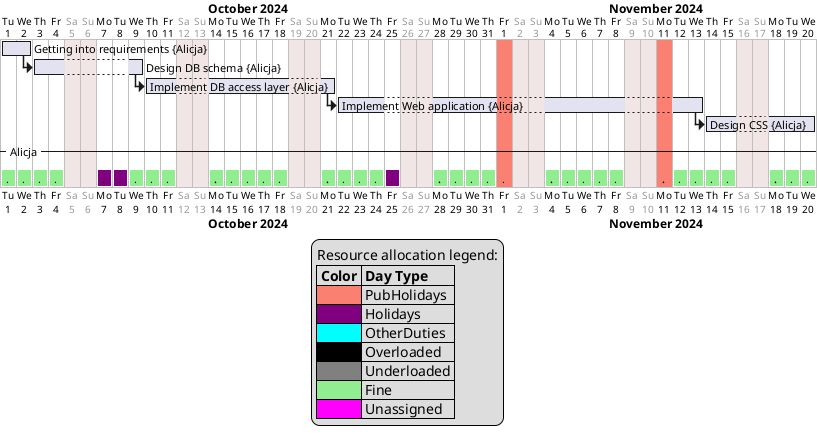 October 2024 November 2024
Tu We Th Fr Sa Su Mo Tu We Th Fr Sa Su Mo Tu We Th Fr Sa Su Mo Tu We Th Fr Sa Su Mo Tu We Th Fr Sa Su Mo Tu We Th Fr Sa Su Mo Tu We Th Fr Sa Su Mo Tu We
1 2 3 4 5 6 7 8 9 10 11 12 13 14 15 16 17 18 19 20 21 22 23 24 25 26 27 28 29 30 31 1 2 3 4 5 6 7 8 9 10 11 12 13 14 15 16 17 18 19 20
Getting into requirements {Alicja}
Design DB schema {Alicja}
Implement DB access layer {Alicja}
Implement Web application {Alicja}
Design CSS {Alicja}
Alicja
Tu We Th Fr Sa Su Mo Tu We Th Fr Sa Su Mo Tu We Th Fr Sa Su Mo Tu We Th Fr Sa Su Mo Tu We Th Fr Sa Su Mo Tu We Th Fr Sa Su Mo Tu We Th Fr Sa Su Mo Tu We
1 2 3 4 5 6 7 8 9 10 11 12 13 14 15 16 17 18 19 20 21 22 23 24 25 26 27 28 29 30 31 1 2 3 4 5 6 7 8 9 10 11 12 13 14 15 16 17 18 19 20
October 2024 November 2024
Resource allocation legend:
Color Day Type
PubHolidays
Holidays
OtherDuties
Overloaded
Underloaded
Fine
Unassigned